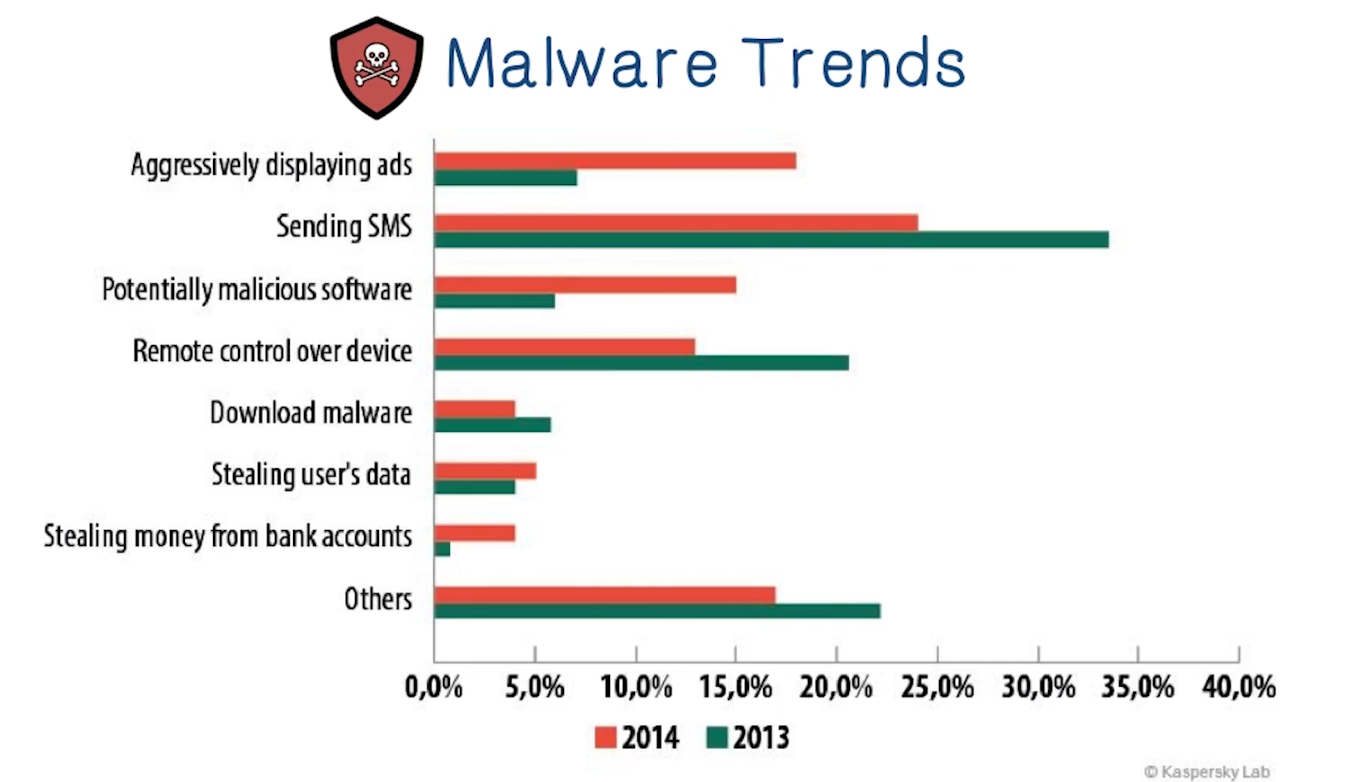 Malware Trends
Aggressively displaying ads
Sending SMS
Potentially malicious software
Remote control over device
Download malware
Stealing user's data
Stealing money from bank accounts
Others
0,0% 5,0% 10,0% 15,0% 20,0% 25,0% 30,0% 35,0% 40,0%
2014 2013
© Kaspersky Lab